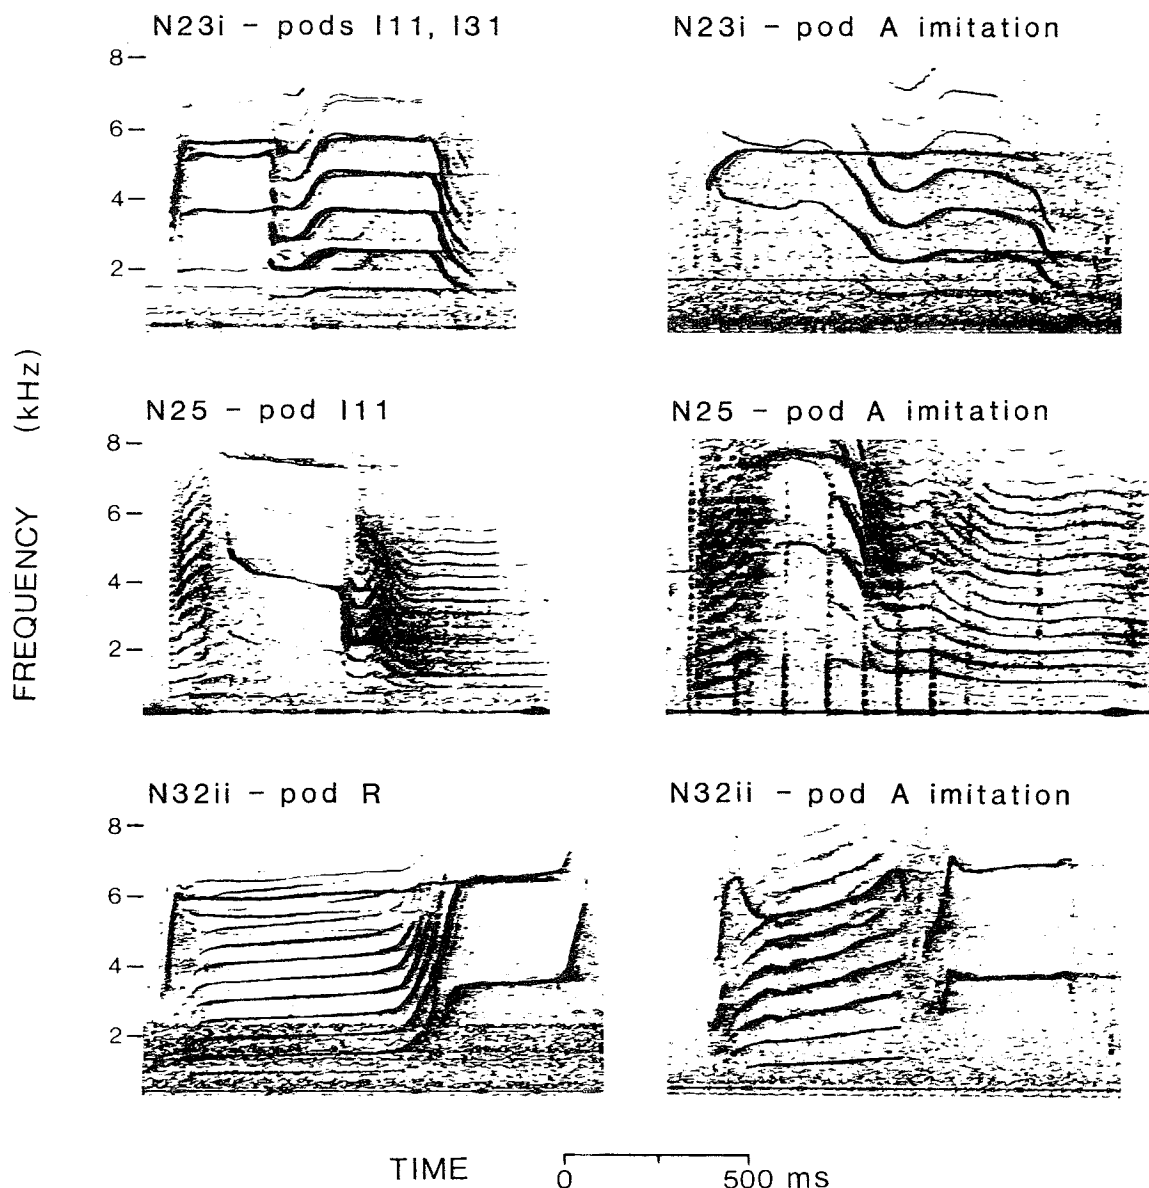 N23i – pods I11, I31
N23i – pod A imitation
8
6
4
2
N25 – pod I11
N25 – pod A imitation
8
6
4
2
N32ii – pod R
N32ii – pod A imitation
8
6
4
2
FREQUENCY (kHz)
TIME
0
500 ms